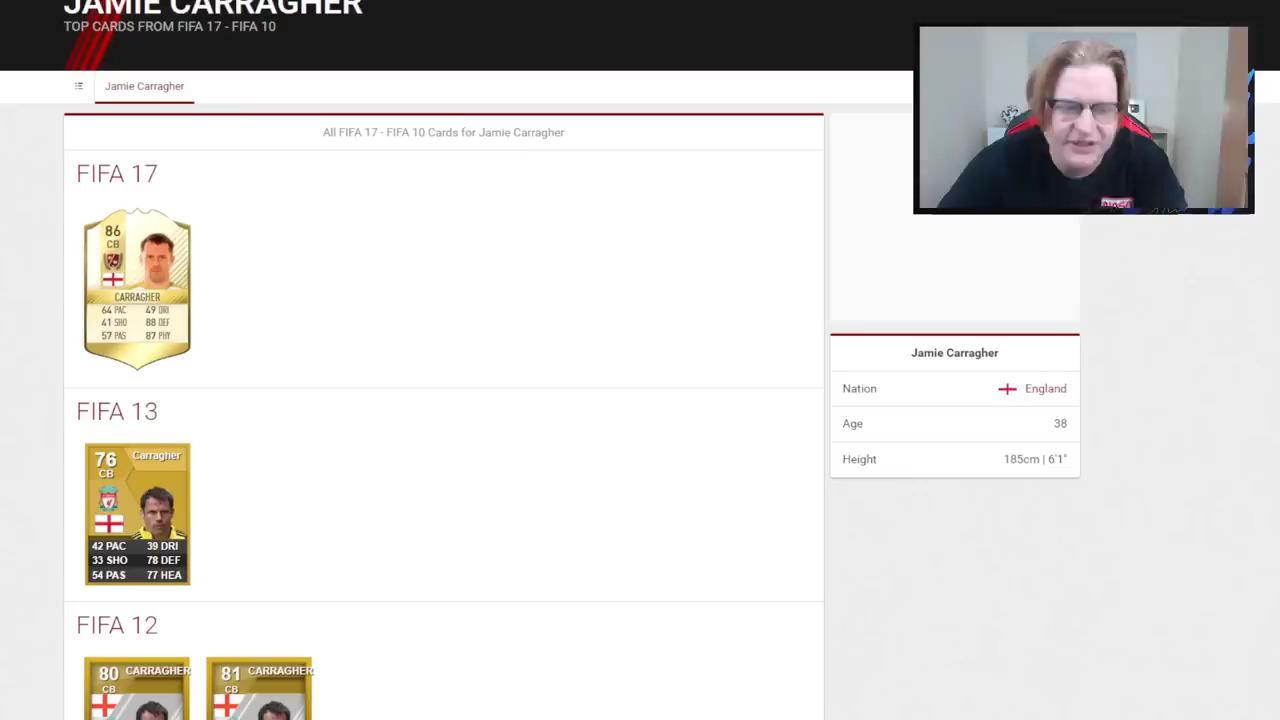 JAMIE CARRAGHER
TOP CARDS FROM FIFA 17 - FIFA 10
Jamie Carragher
All FIFA 17 - FIFA 10 Cards for Jamie Carragher
FIFA 17
86
CB
CARRAGHER
64 PAC 49 DRI
41 SHO 88 DEF
57 PAS 87 PHY
FIFA 13
76 Carragher
CB
42 PAC 39 DRI
33 SHO 78 DEF
54 PAS 77 HEA
FIFA 12
80 CARRAGHER
CB
81 CARRAGHER
CB
Jamie Carragher
Nation England
Age 38
Height 185cm | 6'1"